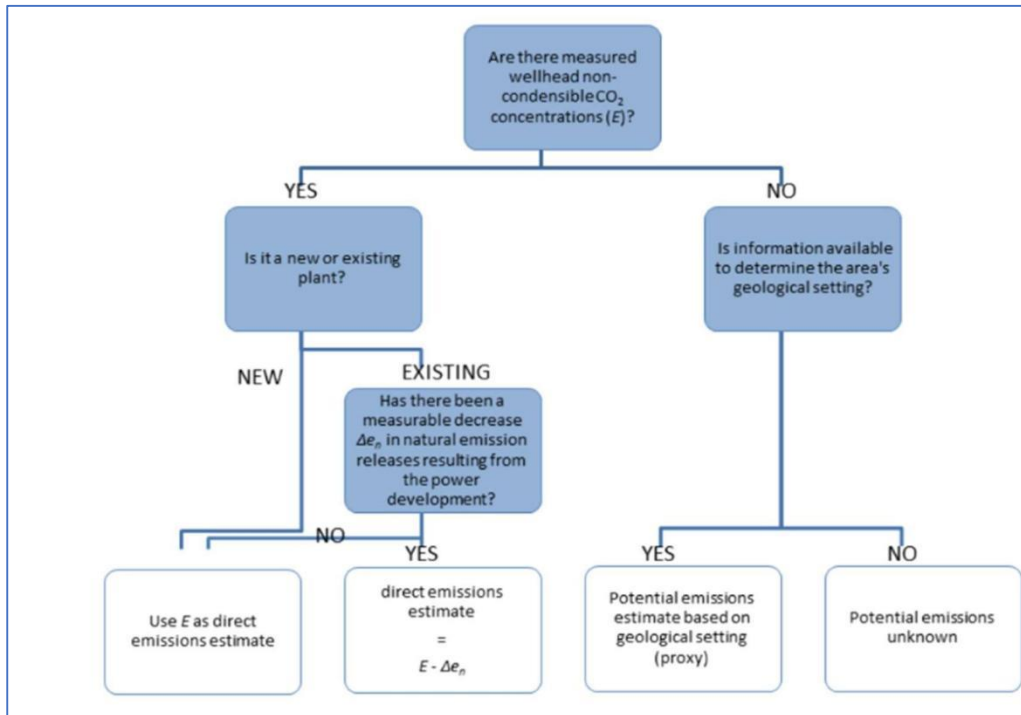 Are there measured
wellhead non-
condensible CO₂
concentrations (E)?
YES
NO
Is it a new or existing
plant?
Is information available
to determine the area's
geological setting?
NEW
EXISTING
Has there been a
measurable decrease
Δeₙ in natural emission
releases resulting from
the power
development?
NO
YES
YES
NO
Use E as direct
emissions estimate
direct emissions
estimate
=
E - Δeₙ
Potential emissions
estimate based on
geological setting
(proxy)
Potential emissions
unknown